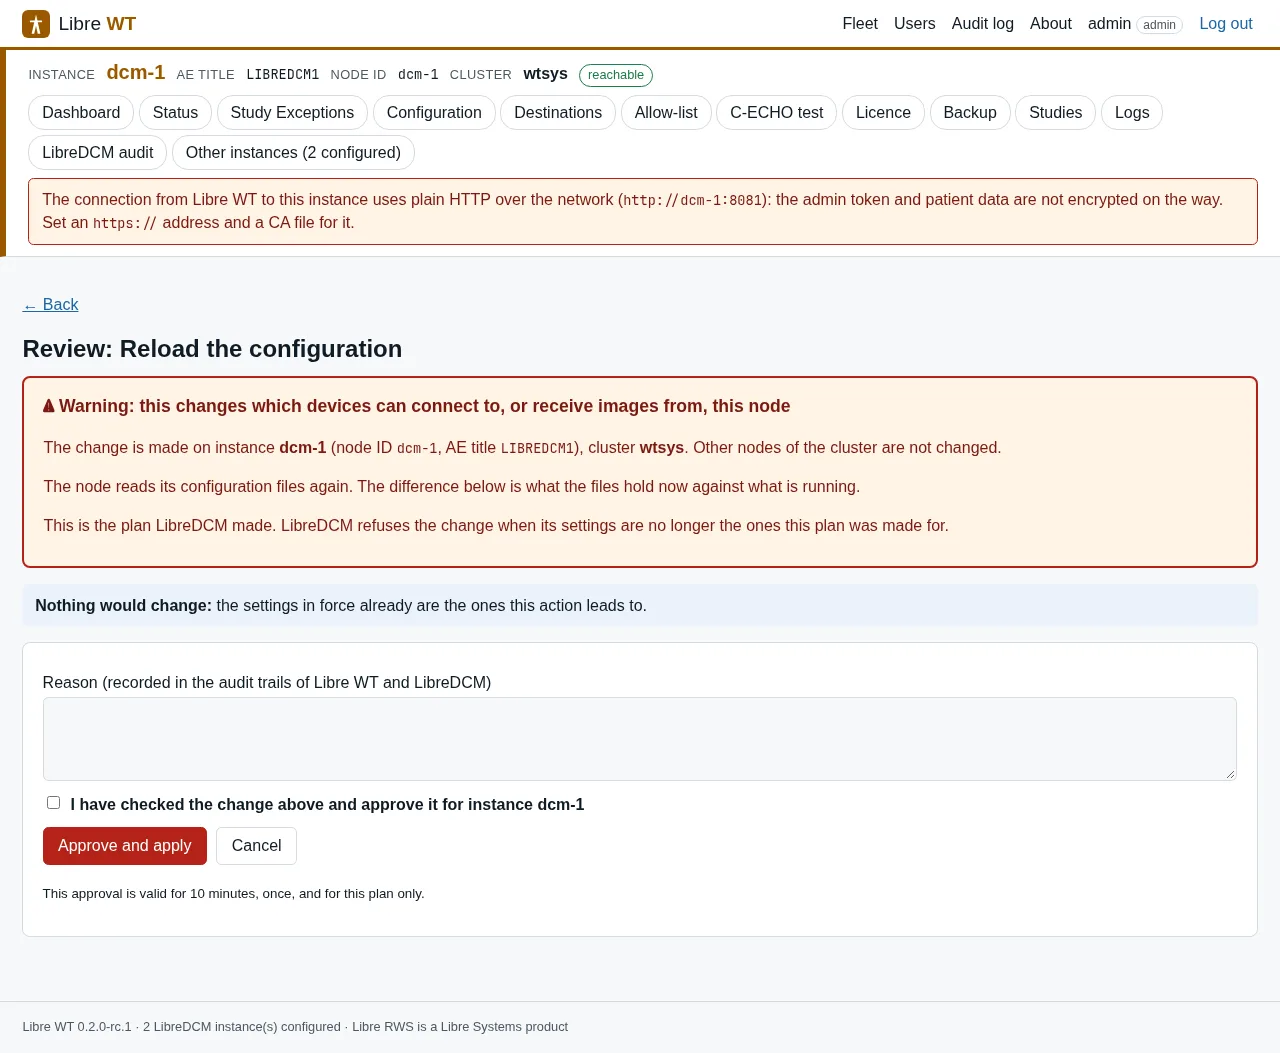 Libre WT
Fleet Users Audit log About admin admin Log out
INSTANCE dcm-1 AE TITLE LIBREDCM1 NODE ID dcm-1 CLUSTER wtsys reachable
Dashboard Status Study Exceptions Configuration Destinations Allow-list C-ECHO test Licence Backup Studies Logs
LibreDCM audit Other instances (2 configured)
The connection from Libre WT to this instance uses plain HTTP over the network (http://dcm-1:8081): the admin token and patient data are not encrypted on the way.
Set an https:// address and a CA file for it.
← Back
Review: Reload the configuration
Warning: this changes which devices can connect to, or receive images from, this node
The change is made on instance dcm-1 (node ID dcm-1, AE title LIBREDCM1), cluster wtsys. Other nodes of the cluster are not changed.
The node reads its configuration files again. The difference below is what the files hold now against what is running.
This is the plan LibreDCM made. LibreDCM refuses the change when its settings are no longer the ones this plan was made for.
Nothing would change: the settings in force already are the ones this action leads to.
Reason (recorded in the audit trails of Libre WT and LibreDCM)
I have checked the change above and approve it for instance dcm-1
Approve and apply Cancel
This approval is valid for 10 minutes, once, and for this plan only.
Libre WT 0.2.0-rc.1 · 2 LibreDCM instance(s) configured · Libre RWS is a Libre Systems product